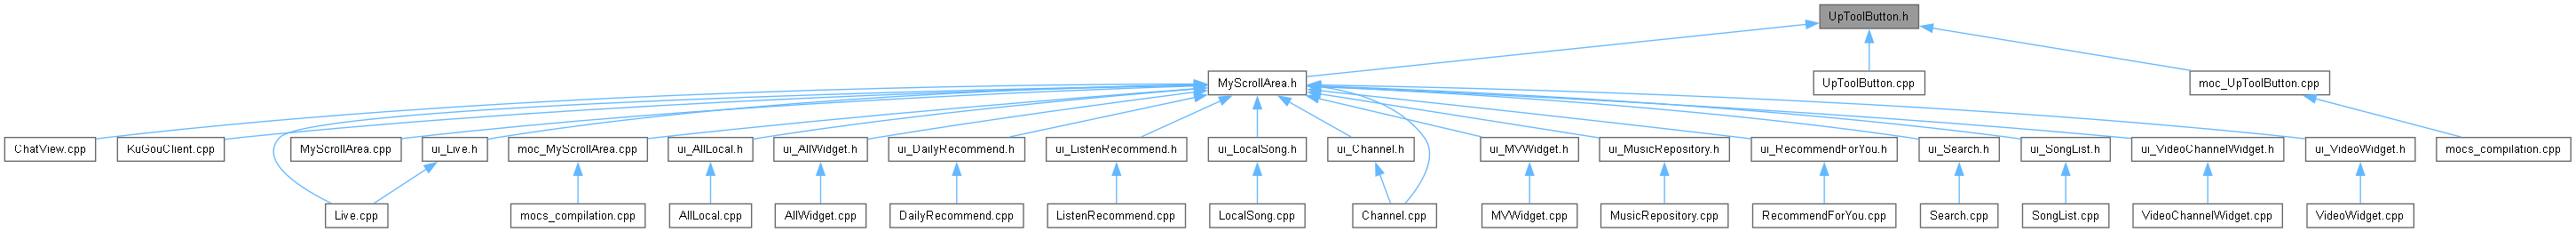 UpToolButton.h
MyScrollArea.h
UpToolButton.cpp
moc_UpToolButton.cpp
ChatView.cpp
KuGouClient.cpp
MyScrollArea.cpp
ui_Live.h
moc_MyScrollArea.cpp
ui_AllLocal.h
ui_AllWidget.h
ui_DailyRecommend.h
ui_ListenRecommend.h
ui_LocalSong.h
ui_Channel.h
ui_MVWidget.h
ui_MusicRepository.h
ui_RecommendForYou.h
ui_Search.h
ui_SongList.h
ui_VideoChannelWidget.h
ui_VideoWidget.h
mocs_compilation.cpp
Live.cpp
mocs_compilation.cpp
AllLocal.cpp
AllWidget.cpp
DailyRecommend.cpp
ListenRecommend.cpp
LocalSong.cpp
Channel.cpp
MVWidget.cpp
MusicRepository.cpp
RecommendForYou.cpp
Search.cpp
SongList.cpp
VideoChannelWidget.cpp
VideoWidget.cpp